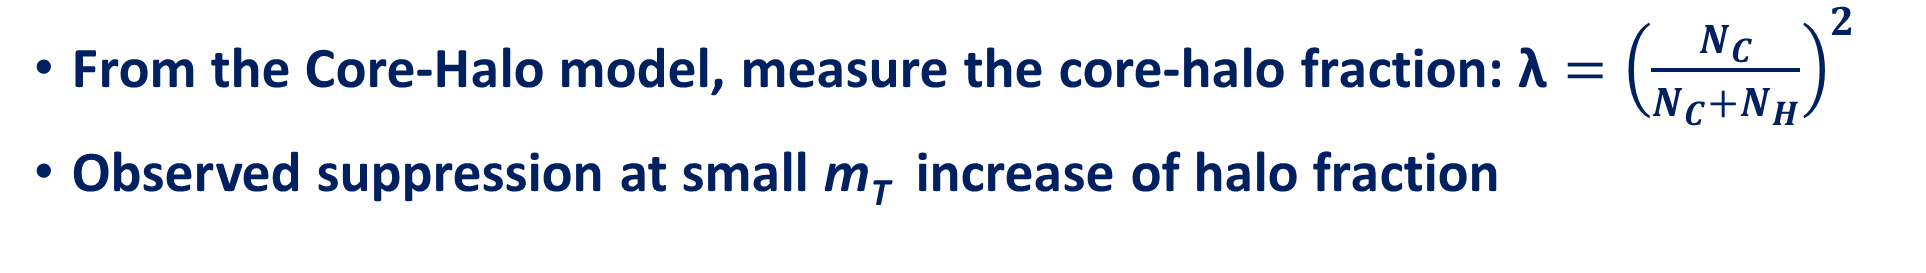 • From the Core-Halo model, measure the core-halo fraction: λ = (N_C / (N_C+N_H))^2
• Observed suppression at small m_T increase of halo fraction